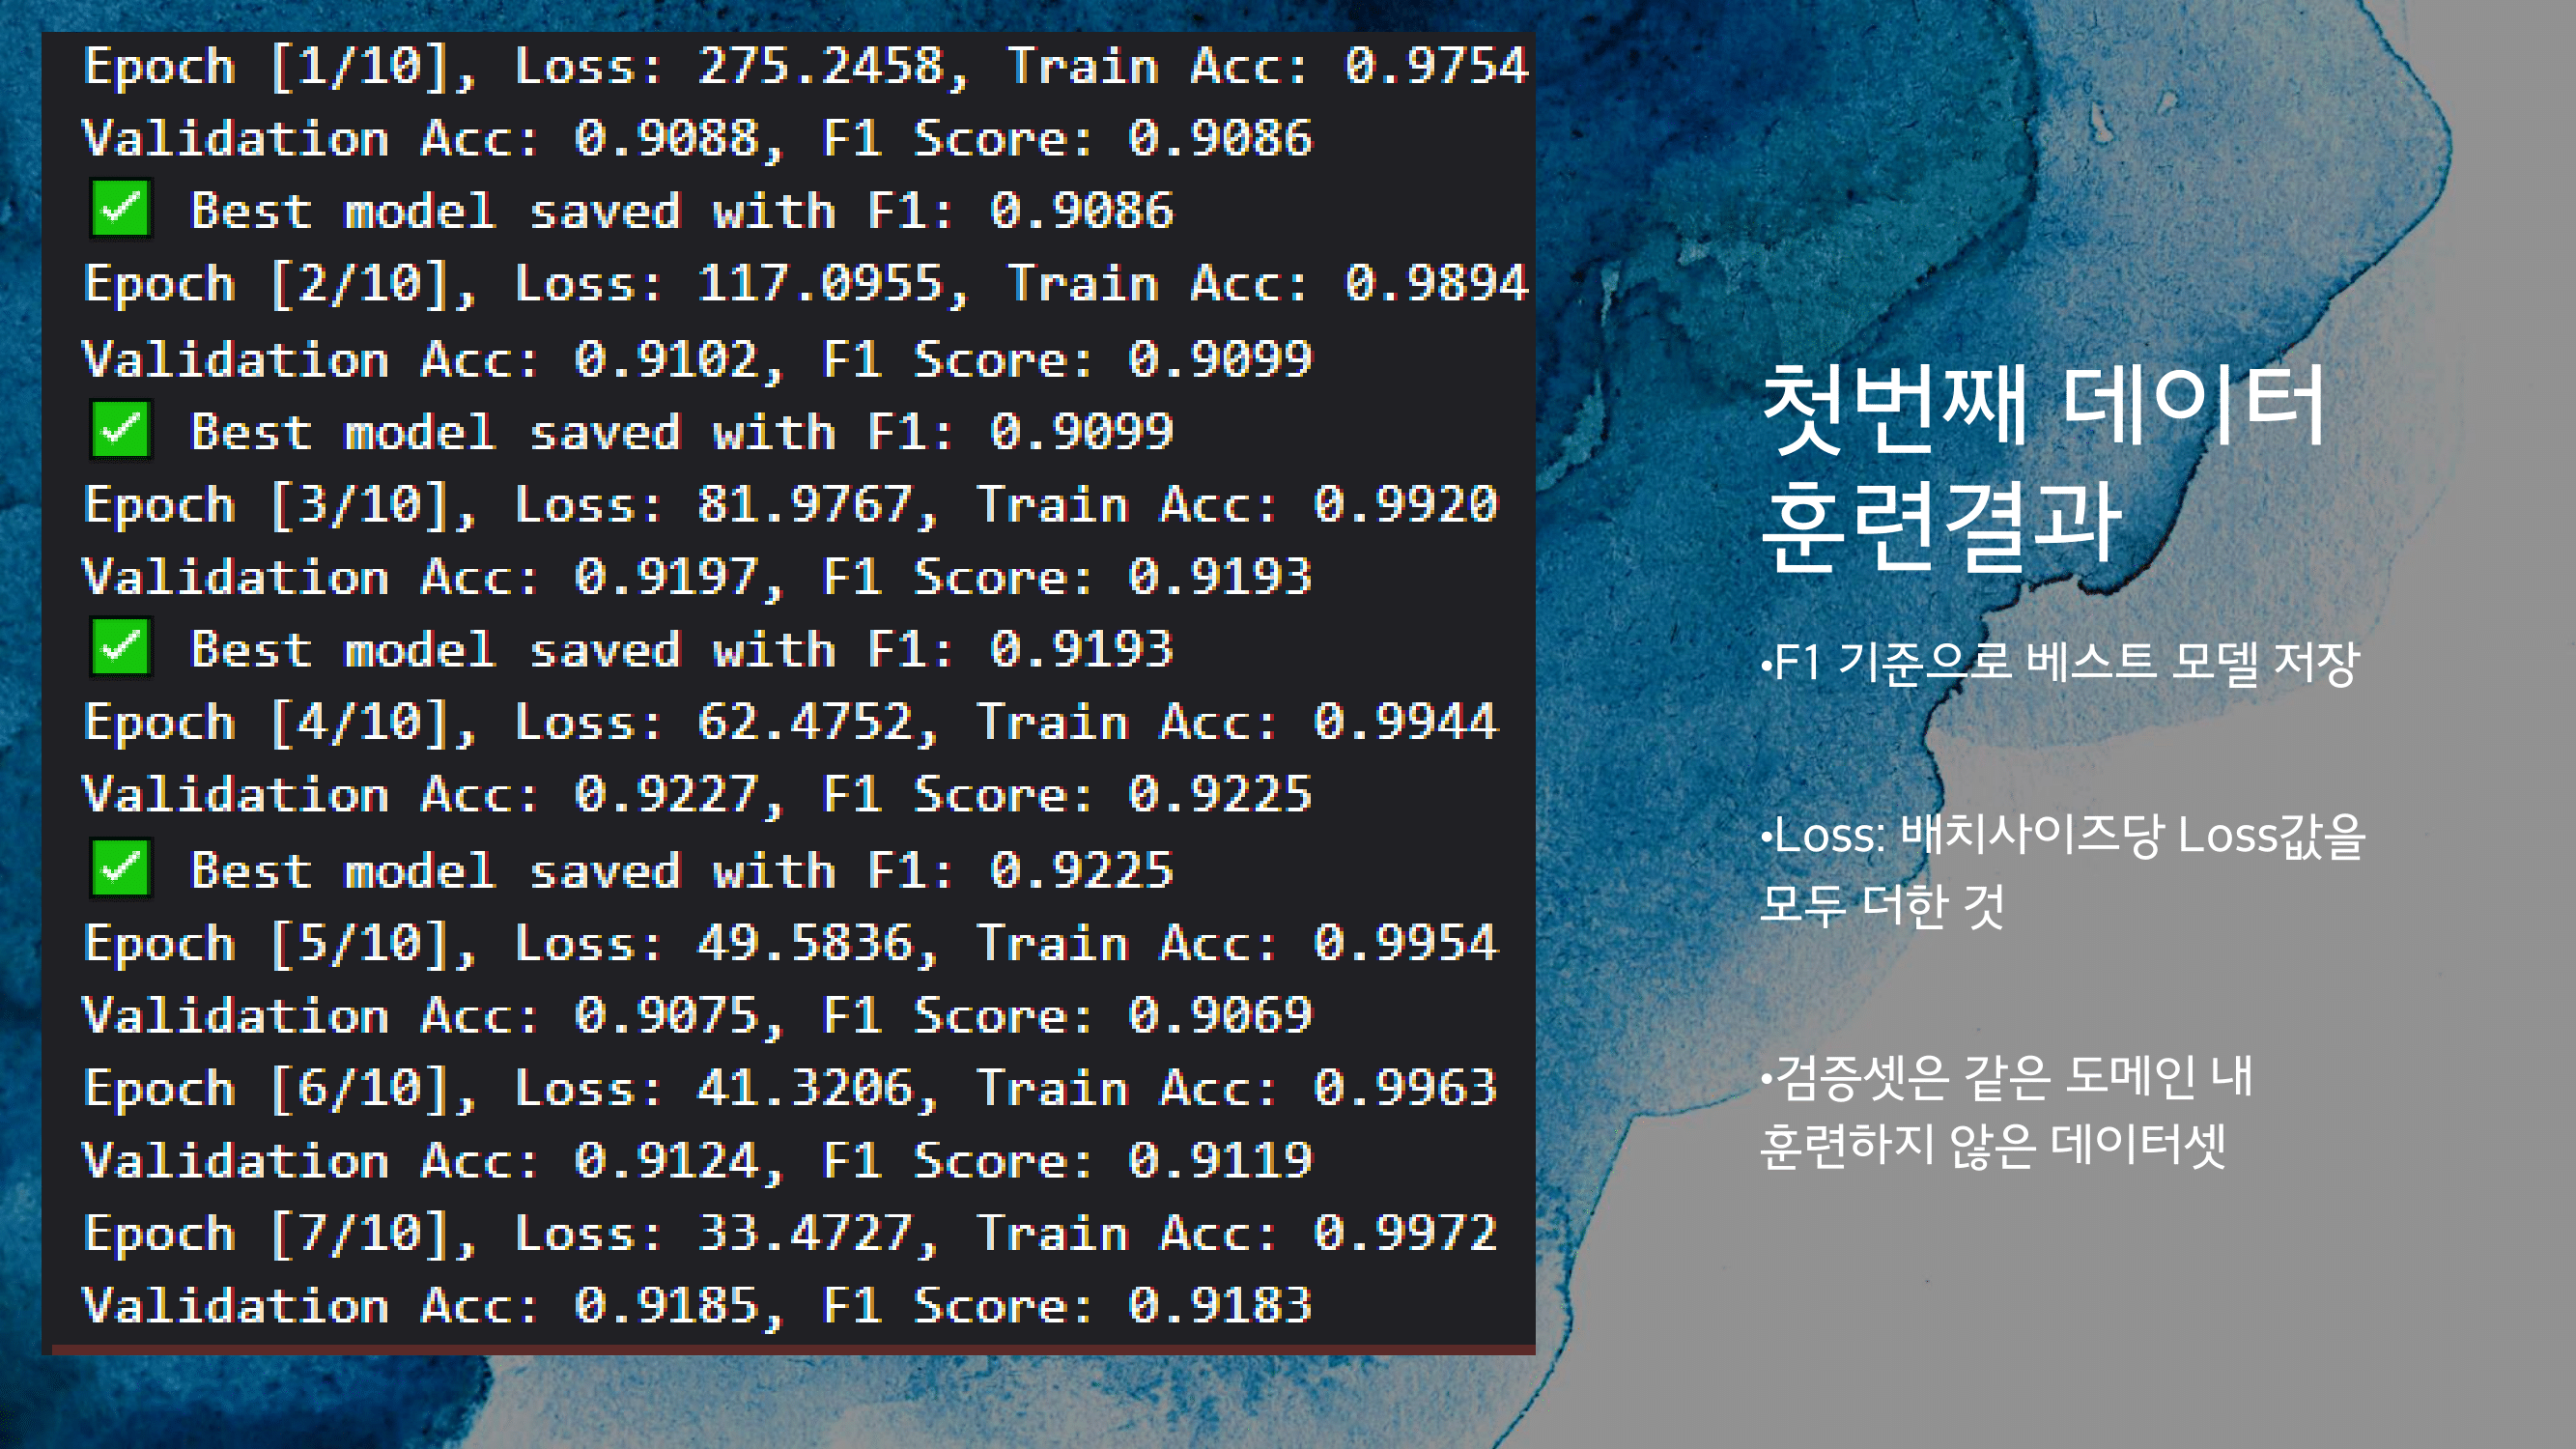 Epoch [1/10], Loss: 275.2458, Train Acc: 0.9754
Validation Acc: 0.9088, F1 Score: 0.9086
✅ Best model saved with F1: 0.9086
Epoch [2/10], Loss: 117.0955, Train Acc: 0.9894
Validation Acc: 0.9102, F1 Score: 0.9099
✅ Best model saved with F1: 0.9099
Epoch [3/10], Loss: 81.9767, Train Acc: 0.9920
Validation Acc: 0.9197, F1 Score: 0.9193
✅ Best model saved with F1: 0.9193
Epoch [4/10], Loss: 62.4752, Train Acc: 0.9944
Validation Acc: 0.9227, F1 Score: 0.9225
✅ Best model saved with F1: 0.9225
Epoch [5/10], Loss: 49.5836, Train Acc: 0.9954
Validation Acc: 0.9075, F1 Score: 0.9069
Epoch [6/10], Loss: 41.3206, Train Acc: 0.9963
Validation Acc: 0.9124, F1 Score: 0.9119
Epoch [7/10], Loss: 33.4727, Train Acc: 0.9972
Validation Acc: 0.9185, F1 Score: 0.9183
첫번째 데이터
훈련결과
•F1 기준으로 베스트 모델 저장
•Loss: 배치사이즈당 Loss값을
모두 더한 것
•검증셋은 같은 도메인 내
훈련하지 않은 데이터셋